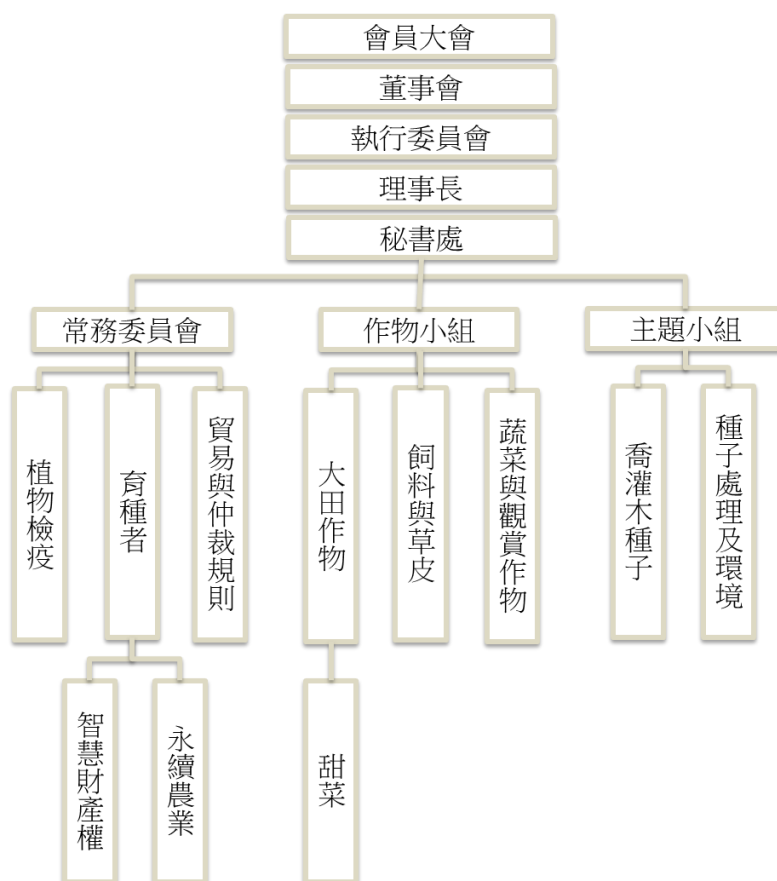 會員大會
董事會
執行委員會
理事長
秘書處
常務委員會
作物小組
主題小組
植物檢疫
育種者
貿易與仲裁規則
大田作物
飼料與草皮
蔬菜與觀賞作物
喬灌木種子
種子處理及環境
智慧財產權
永續農業
甜菜